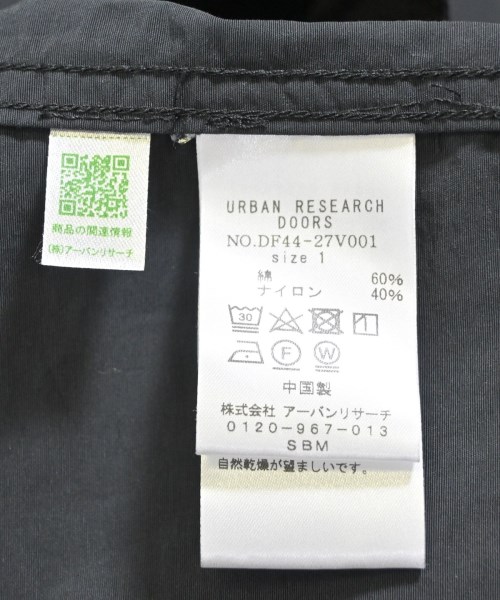 商品の関連情報
(株)アーバンリサーチ
URBAN RESEARCH
DOORS
NO.DF44-27V001
size 1
綿 60%
ナイロン 40%
30
F W
中国製
株式会社 アーバンリサーチ
0120-967-013
SBM
自然乾燥が望ましいです。